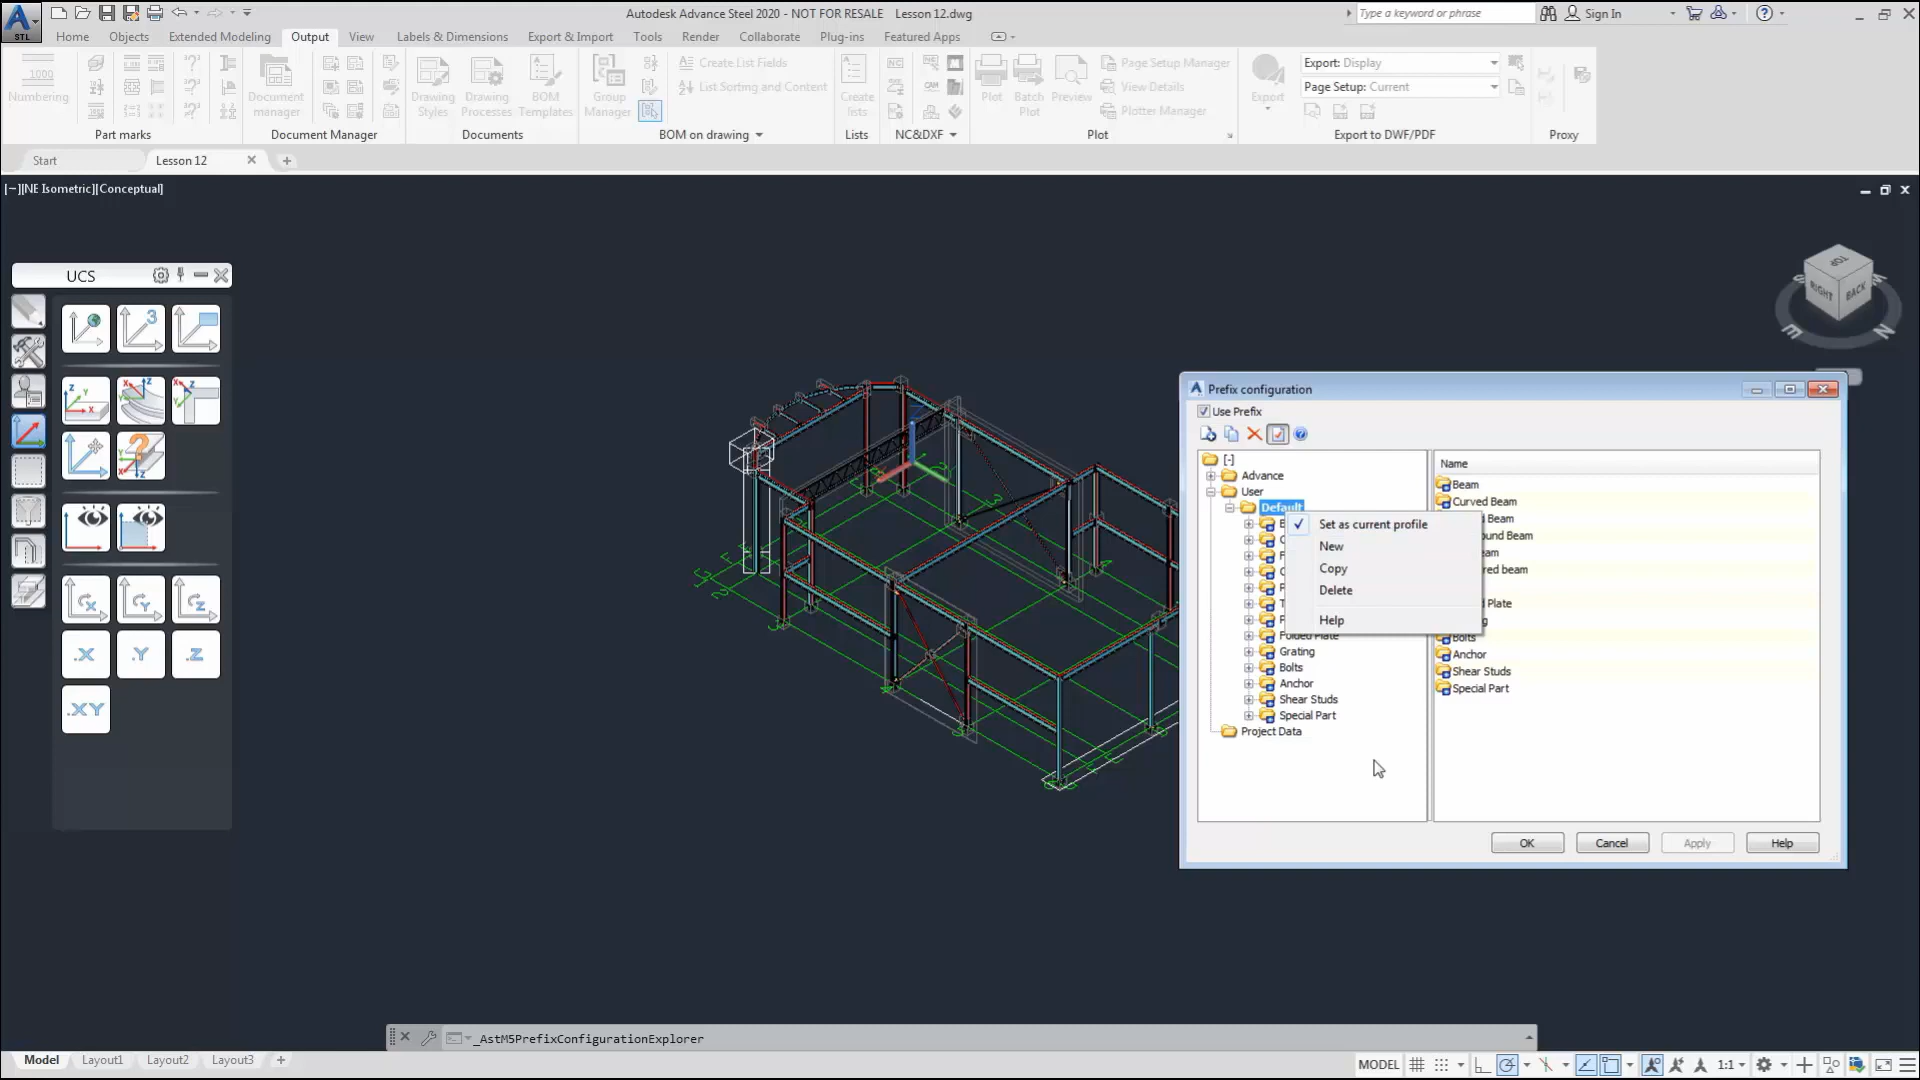 Autodesk Advance Steel 2020 - NOT FOR RESALE Lesson 12.dwg
Type a keyword or phrase
Sign In
STL
Home Objects Extended Modeling Output View Labels & Dimensions Export & Import Tools Render Collaborate Plug-ins Featured Apps
Numbering
Part marks
Document manager
Document Manager
Drawing Styles
Drawing Processes
BOM Templates
Documents
Group Manager
Create List Fields
List Sorting and Content
BOM on drawing
Create lists
Lists
NC&DXF
Plot
Batch Plot
Preview
Page Setup Manager
View Details
Plotter Manager
Plot
Export
Export: Display
Page Setup: Current
Export to DWF/PDF
Proxy
Start
Lesson 12
[−][NE Isometric][Conceptual]
UCS
3
X Y Z
.X .Y .Z
.XY
TOP
RIGHT
BACK
E
N
Prefix configuration
Use Prefix
[-]
Advance
User
Default
Set as current profile
New
Copy
Delete
Help
Folded Plate
Grating
Bolts
Anchor
Shear Studs
Special Part
Project Data
Name
Beam
Curved Beam
Bolts
Anchor
Shear Studs
Special Part
OK
Cancel
Apply
Help
_AstM5PrefixConfigurationExplorer
Model Layout1 Layout2 Layout3
MODEL
1:1